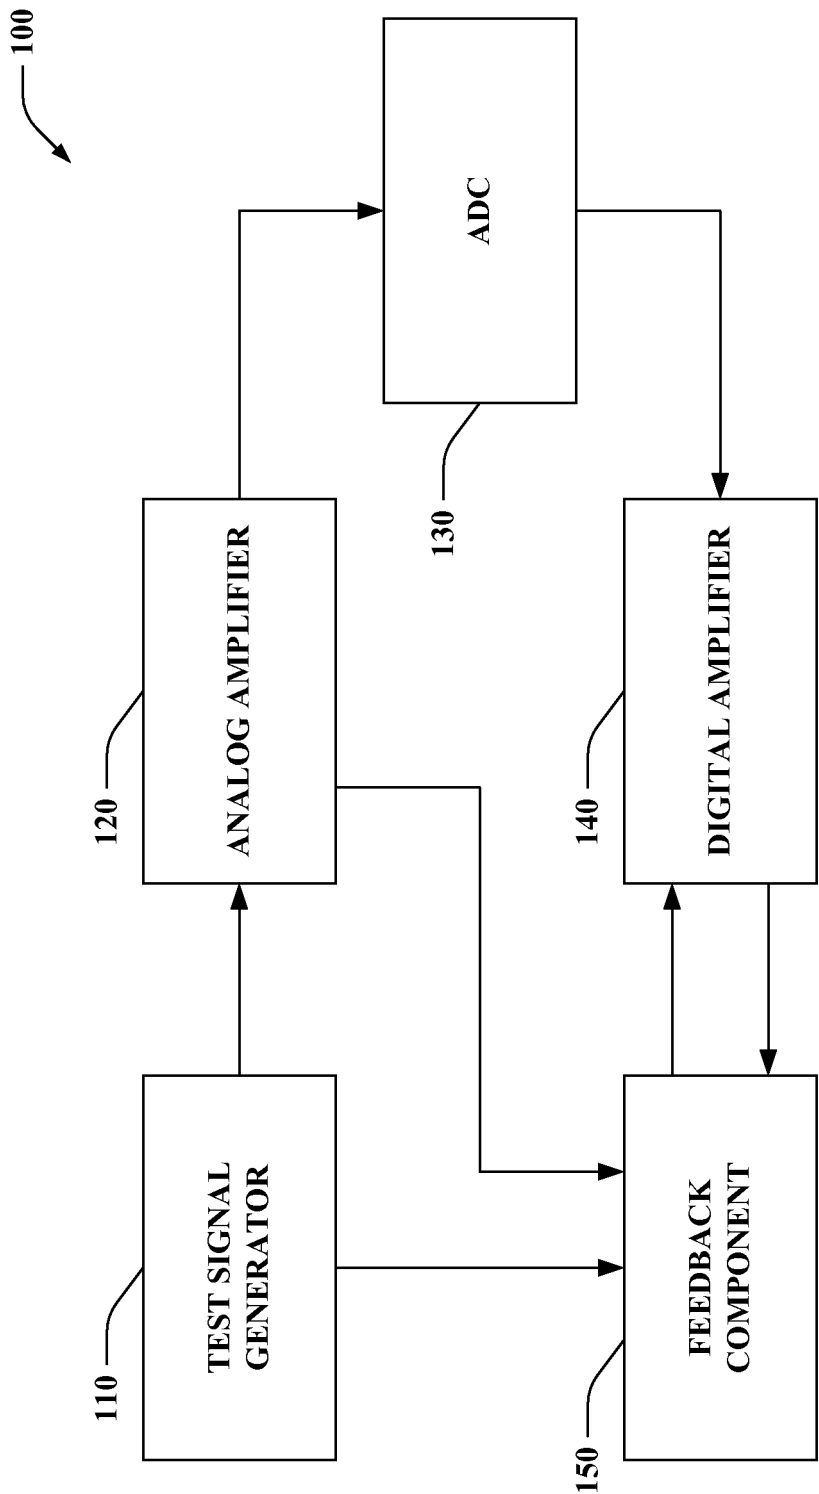 100
110
TEST SIGNAL
GENERATOR
120
ANALOG AMPLIFIER
130
ADC
150
FEEDBACK
COMPONENT
140
DIGITAL AMPLIFIER